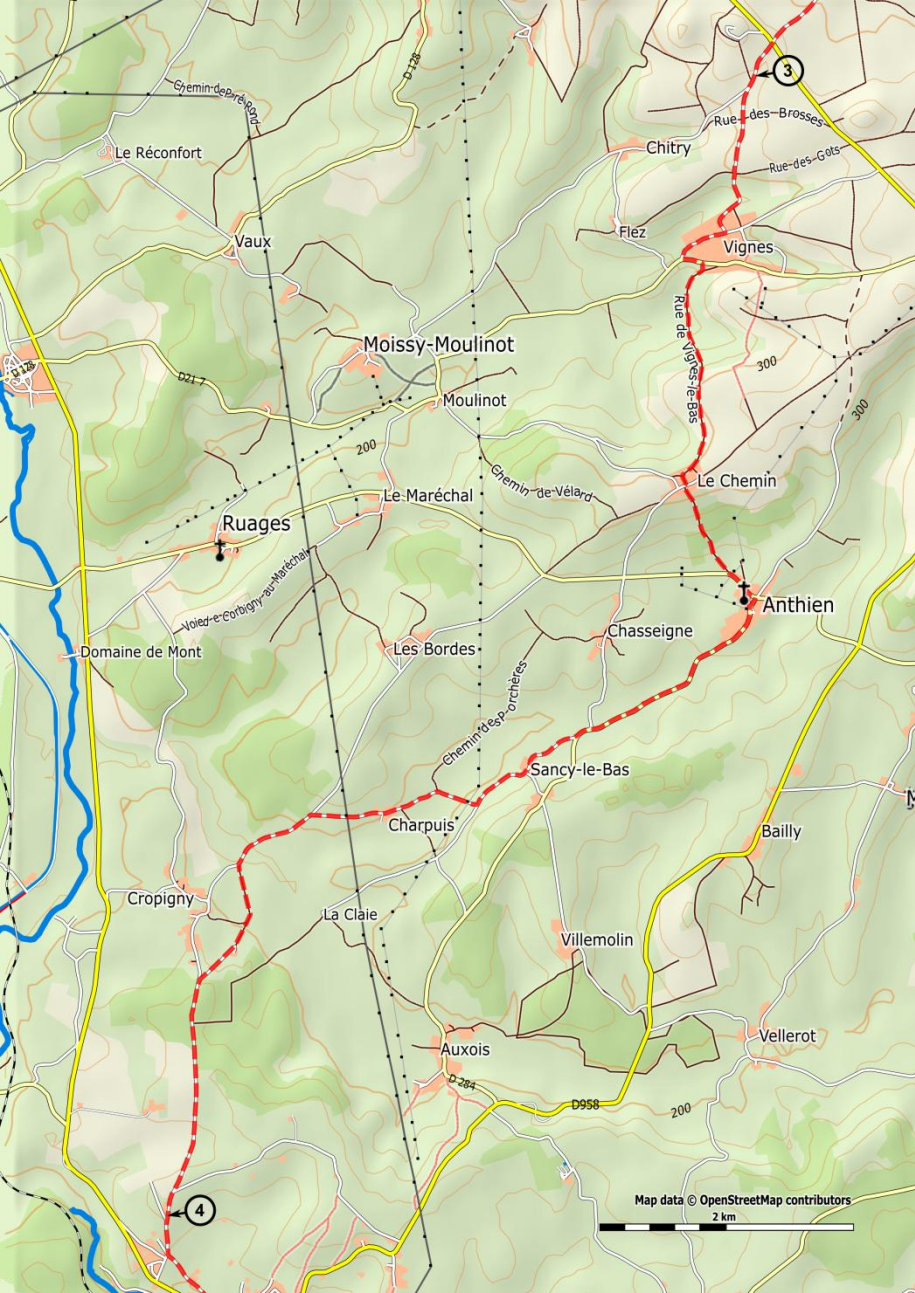 D 128
3
Chemin-de-Pré-Rond
Rue-des-Brosses
Le Réconfort
Chitry
Rue-des-Gots
Flez
Vaux
Vignes
Rue de Vignes-le-Bas
Moissy-Moulinot
300
D 128
D21 7
Moulinot
300
200
Chemin de Vélard
Le Chemin
Le Maréchal
Ruages
Voied-e-Corbigny-au-Maréchal
Anthien
Chasseigne
Les Bordes
Domaine de Mont
Chemin-des-P-orchères
Sancy-le-Bas
M
Charpuis
Bailly
Cropigny
La Claie
Villemolin
Vellerot
Auxois
D 284
D958
200
4
Map data © OpenStreetMap contributors
2 km